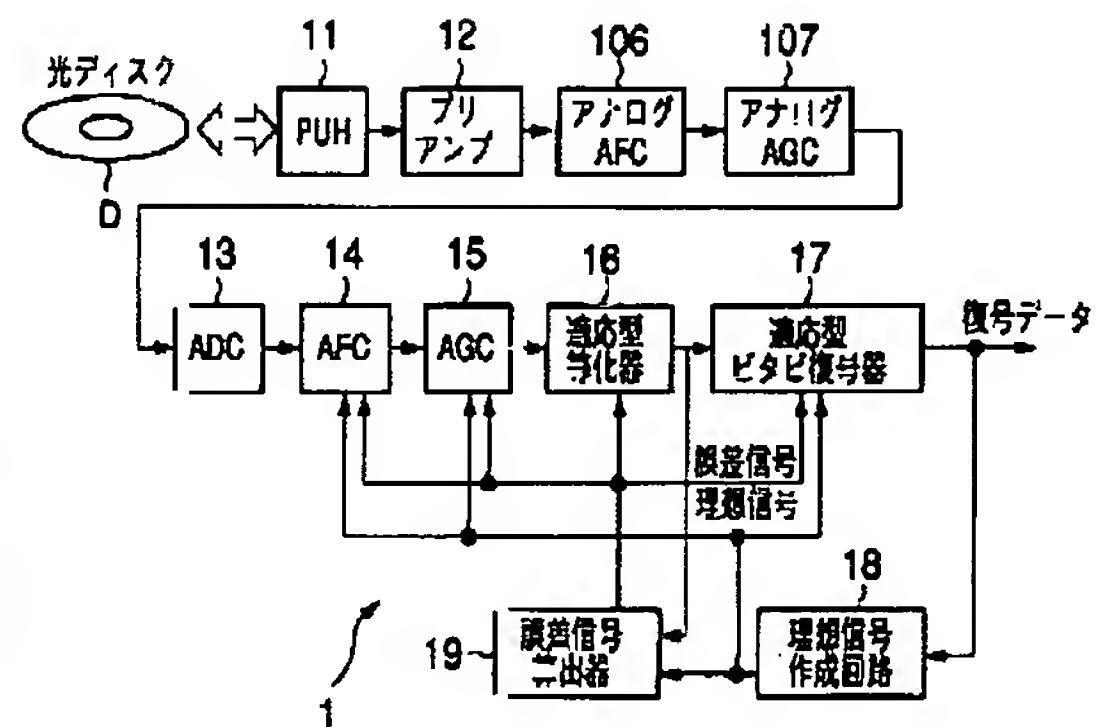 光ディスク
D
11
PUH
12
プリ
アンプ
106
アナログ
AFC
107
アナログ
AGC
13
ADC
14
AFC
15
AGC
16
適応型
等化器
17
適応型
ビタビ復号器
復号データ
誤差信号
理想信号
18
理想信号
作成回路
19
誤差信号
出器
1